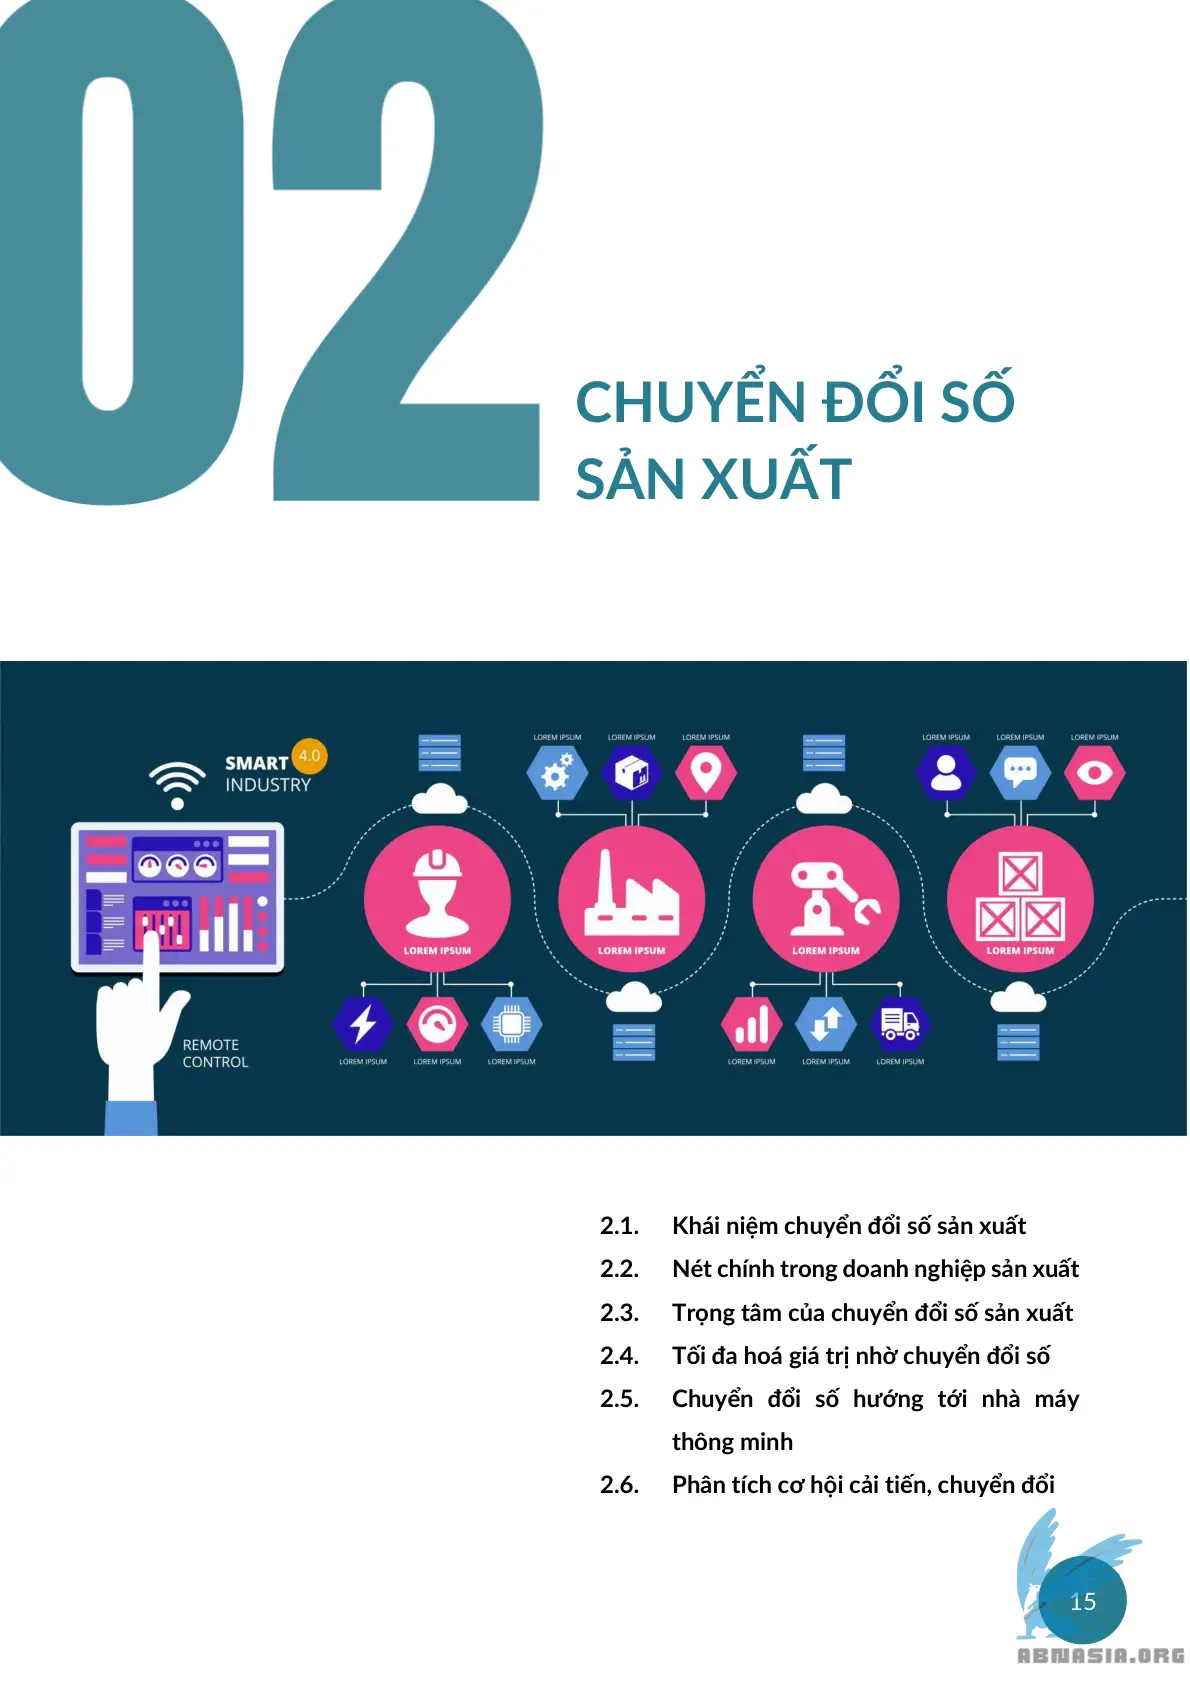 02
CHUYỂN ĐỔI SỐ
SẢN XUẤT
SMART 4.0
INDUSTRY
LOREM IPSUM LOREM IPSUM LOREM IPSUM
LOREM IPSUM LOREM IPSUM LOREM IPSUM
LOREM IPSUM
LOREM IPSUM
LOREM IPSUM
LOREM IPSUM
REMOTE
CONTROL
LOREM IPSUM LOREM IPSUM LOREM IPSUM
LOREM IPSUM LOREM IPSUM LOREM IPSUM
2.1. Khái niệm chuyển đổi số sản xuất
2.2. Nét chính trong doanh nghiệp sản xuất
2.3. Trọng tâm của chuyển đổi số sản xuất
2.4. Tối đa hoá giá trị nhờ chuyển đổi số
2.5. Chuyển đổi số hướng tới nhà máy
thông minh
2.6. Phân tích cơ hội cải tiến, chuyển đổi
15
ABNASIA.ORG